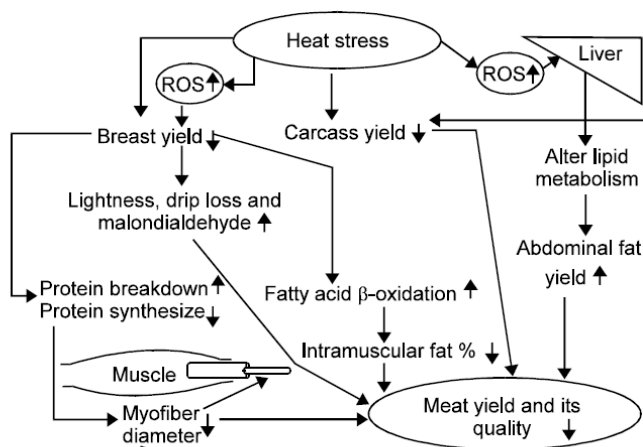 Heat stress
ROS
ROS
Liver
Breast yield
Carcass yield
Alter lipid
metabolism
Lightness, drip loss and
malondialdehyde
Abdominal fat
yield
Protein breakdown
Protein synthesize
Fatty acid β-oxidation
Intramuscular fat %
Muscle
Myofiber
diameter
Meat yield and its
quality